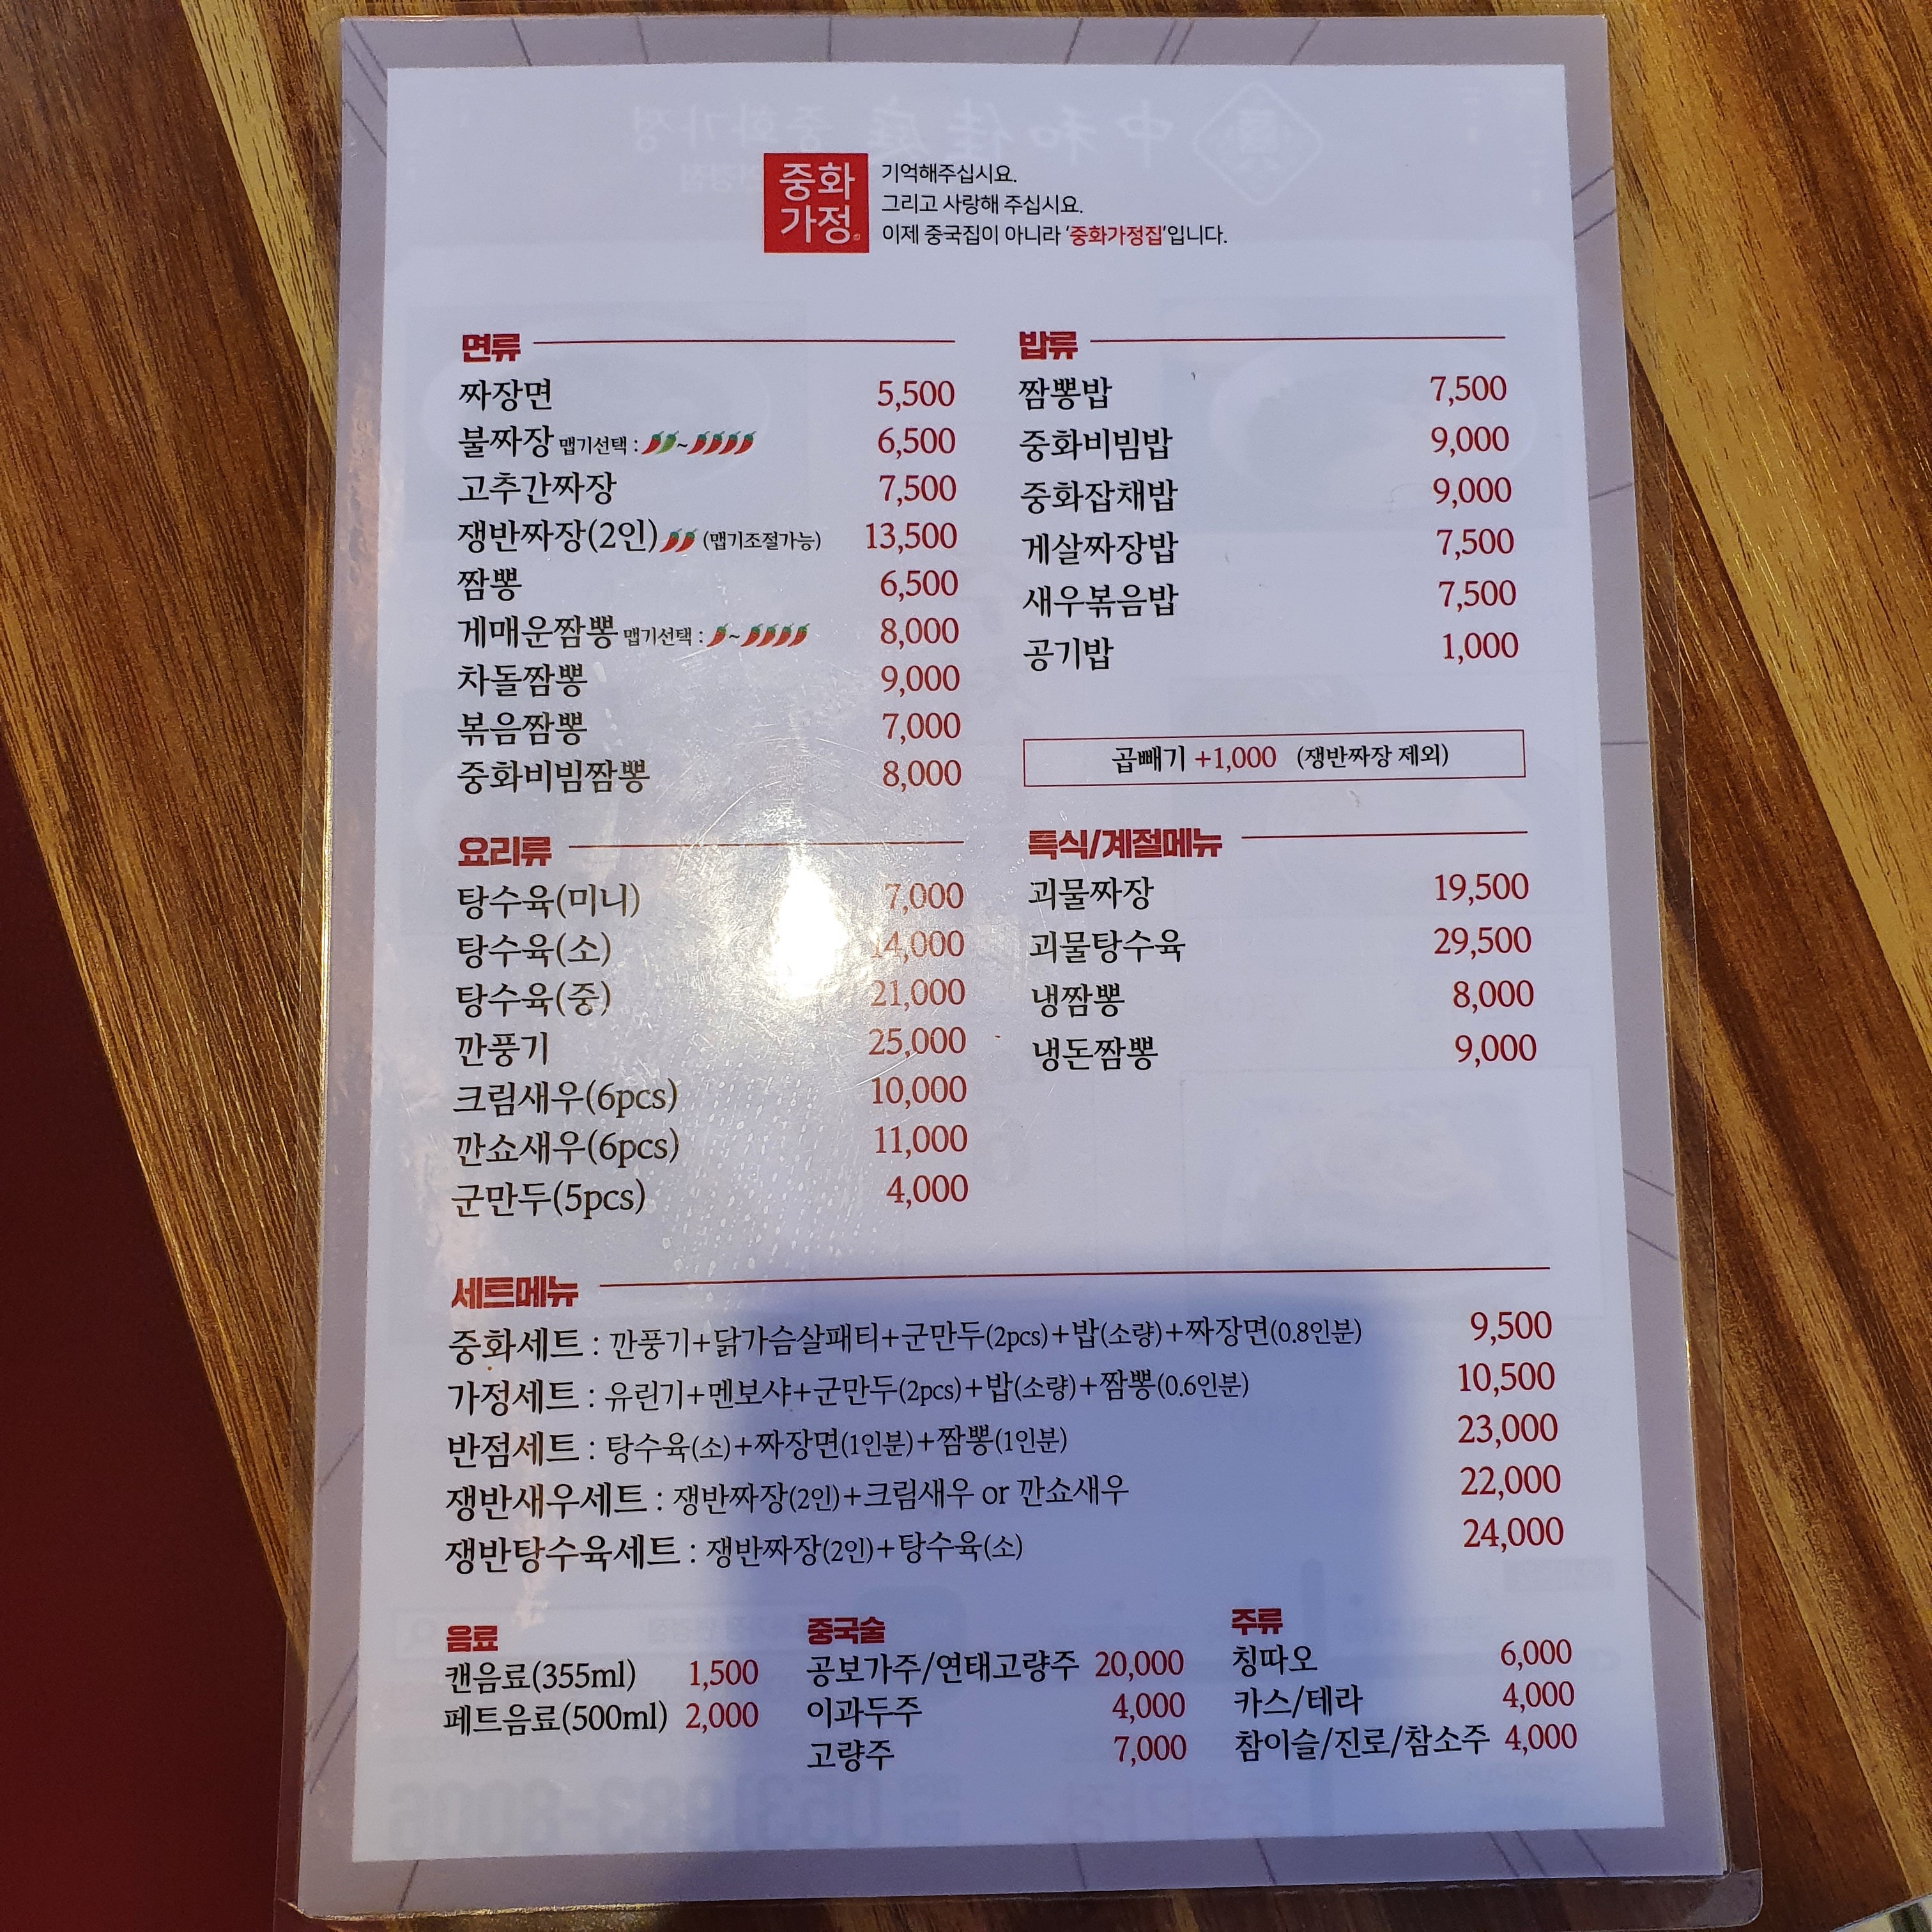 중화
가정
기억해주십시요.
그리고 사랑해 주십시요.
이제 중국집이 아니라 '중화가정집'입니다.
면류
짜장면 5,500
불짜장 맵기선택 : ~ 6,500
고추간짜장 7,500
쟁반짜장(2인) (맵기조절가능) 13,500
짬뽕 6,500
게매운짬뽕 맵기선택 : ~ 8,000
차돌짬뽕 9,000
볶음짬뽕 7,000
중화비빔짬뽕 8,000
밥류
짬뽕밥 7,500
중화비빔밥 9,000
중화잡채밥 9,000
게살짜장밥 7,500
새우볶음밥 7,500
공기밥 1,000
곱빼기 +1,000 (쟁반짜장 제외)
요리류
탕수육(미니) 7,000
탕수육(소) 14,000
탕수육(중) 21,000
깐풍기 25,000
크림새우(6pcs) 10,000
깐쇼새우(6pcs) 11,000
군만두(5pcs) 4,000
특식/계절메뉴
괴물짜장 19,500
괴물탕수육 29,500
냉짬뽕 8,000
냉돈짬뽕 9,000
세트메뉴
중화세트 : 깐풍기+닭가슴살패티+군만두(2pcs)+밥(소량)+짜장면(0.8인분) 9,500
가정세트 : 유린기+멘보샤+군만두(2pcs)+밥(소량)+짬뽕(0.6인분) 10,500
반점세트 : 탕수육(소)+짜장면(1인분)+짬뽕(1인분) 23,000
쟁반새우세트 : 쟁반짜장(2인)+크림새우 or 깐쇼새우 22,000
쟁반탕수육세트 : 쟁반짜장(2인)+탕수육(소) 24,000
음료
캔음료(355ml) 1,500
페트음료(500ml) 2,000
중국술
공보가주/연태고량주 20,000
이과두주 4,000
고량주 7,000
주류
칭따오 6,000
카스/테라 4,000
참이슬/진로/참소주 4,000